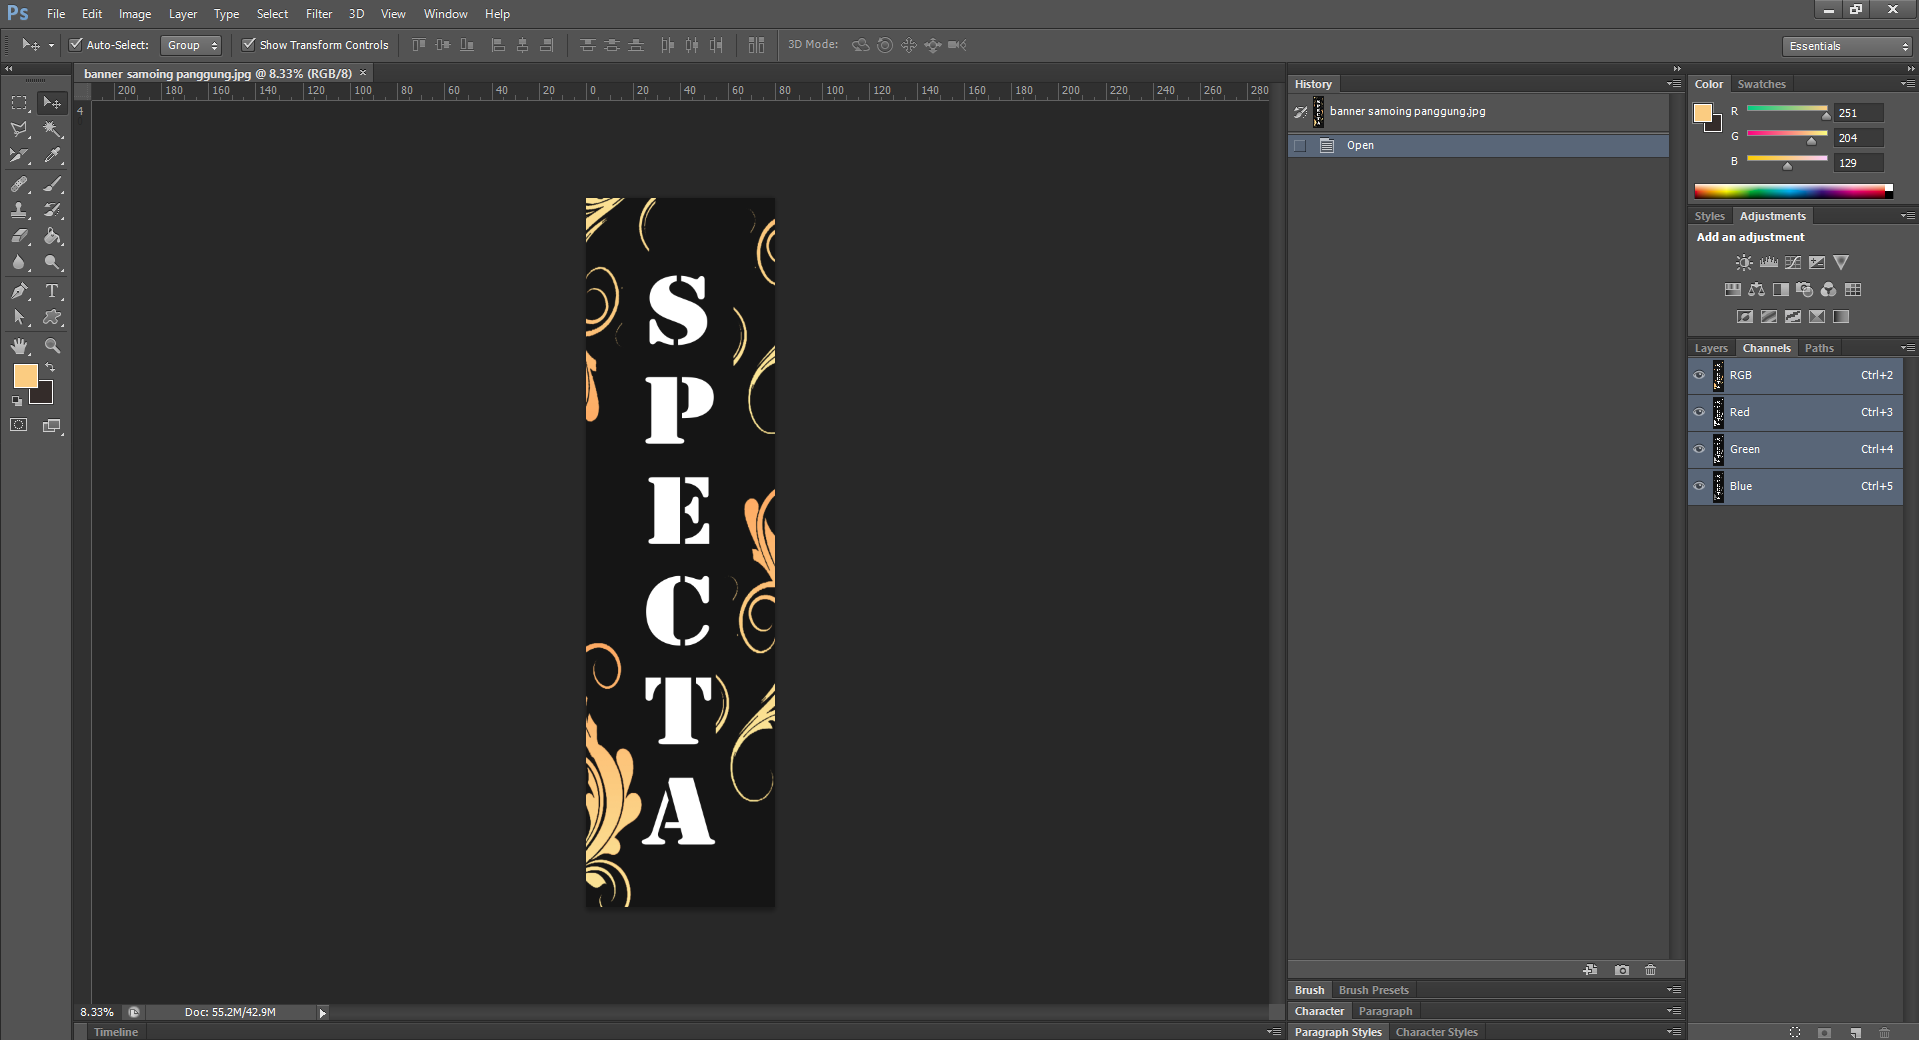 Ps File Edit Image Layer Type Select Filter 3D View Window Help
Auto-Select: Group Show Transform Controls 3D Mode: Essentials
banner samoing panggung.jpg @ 8.33% (RGB/8) ×
200 180 160 140 120 100 80 60 40 20 0 20 40 60 80 100 120 140 160 180 200 220 240 260 280
4
S
P
E
C
T
A
8.33% Doc: 55.2M/42.9M
Timeline
History
banner samoing panggung.jpg
Open
Brush Brush Presets
Character Paragraph
Paragraph Styles Character Styles
Color Swatches
R 251
G 204
B 129
Styles Adjustments
Add an adjustment
Layers Channels Paths
RGB Ctrl+2
Red Ctrl+3
Green Ctrl+4
Blue Ctrl+5